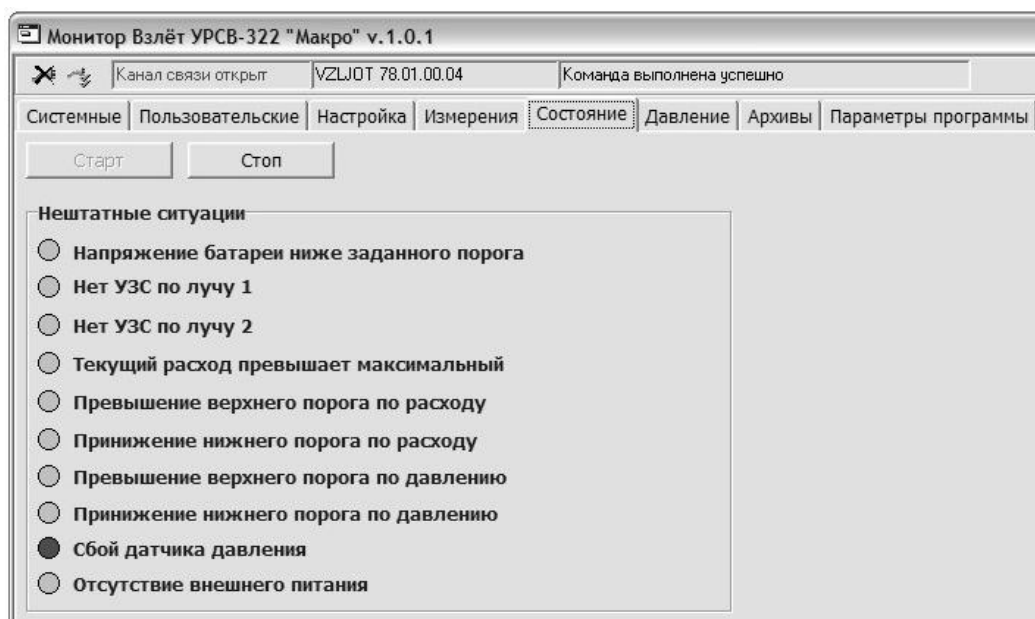 Монитор Взлёт УРСВ-322 "Макро" v.1.0.1
Канал связи открыт VZLJOT 78.01.00.04 Команда выполнена успешно
Системные Пользовательские Настройка Измерения Состояние Давление Архивы Параметры программы
Старт Стоп
Нештатные ситуации
Напряжение батареи ниже заданного порога
Нет УЗС по лучу 1
Нет УЗС по лучу 2
Текущий расход превышает максимальный
Превышение верхнего порога по расходу
Принижение нижнего порога по расходу
Превышение верхнего порога по давлению
Принижение нижнего порога по давлению
Сбой датчика давления
Отсутствие внешнего питания